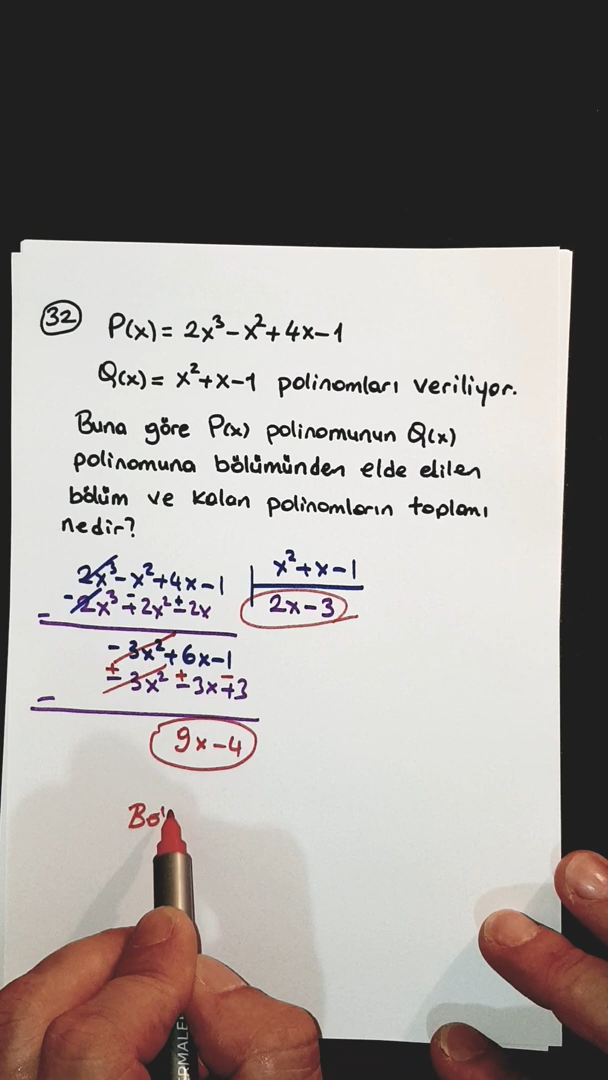 32 P(x) = 2x³-x²+4x-1
Q(x) = x²+x-1 polinomları veriliyor.
Buna göre P(x) polinomunun Q(x)
polinomuna bölümünden elde edilen
bölüm ve kalan polinomların toplamı
nedir?
2x³-x²+4x-1 x²+x-1
2x³+2x²-2x 2x-3
-3x²+6x-1
-3x²-3x+3
9x-4
Böl
ERMALE